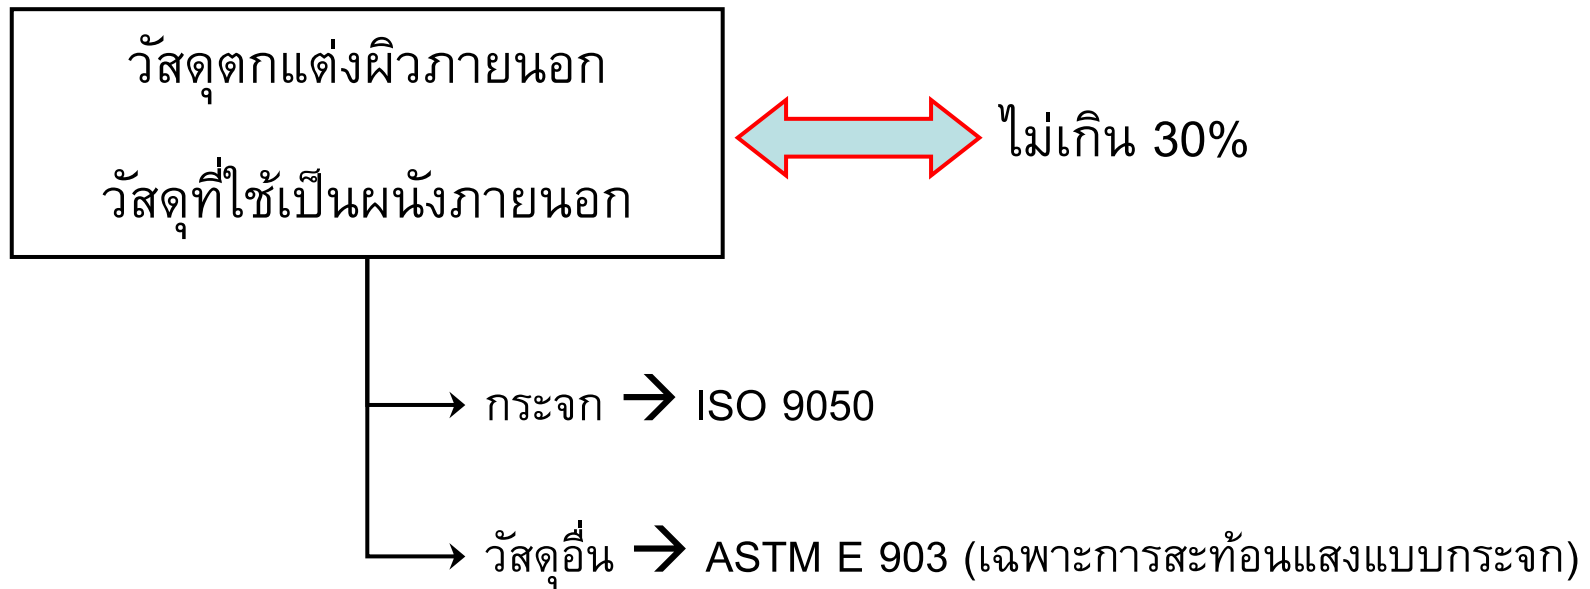 วัสดุตกแต่งผิวภายนอก
วัสดุที่ใช้เป็นผนังภายนอก
ไม่เกิน 30%
กระจก → ISO 9050
วัสดุอื่น → ASTM E 903 (เฉพาะการสะท้อนแสงแบบกระจก)